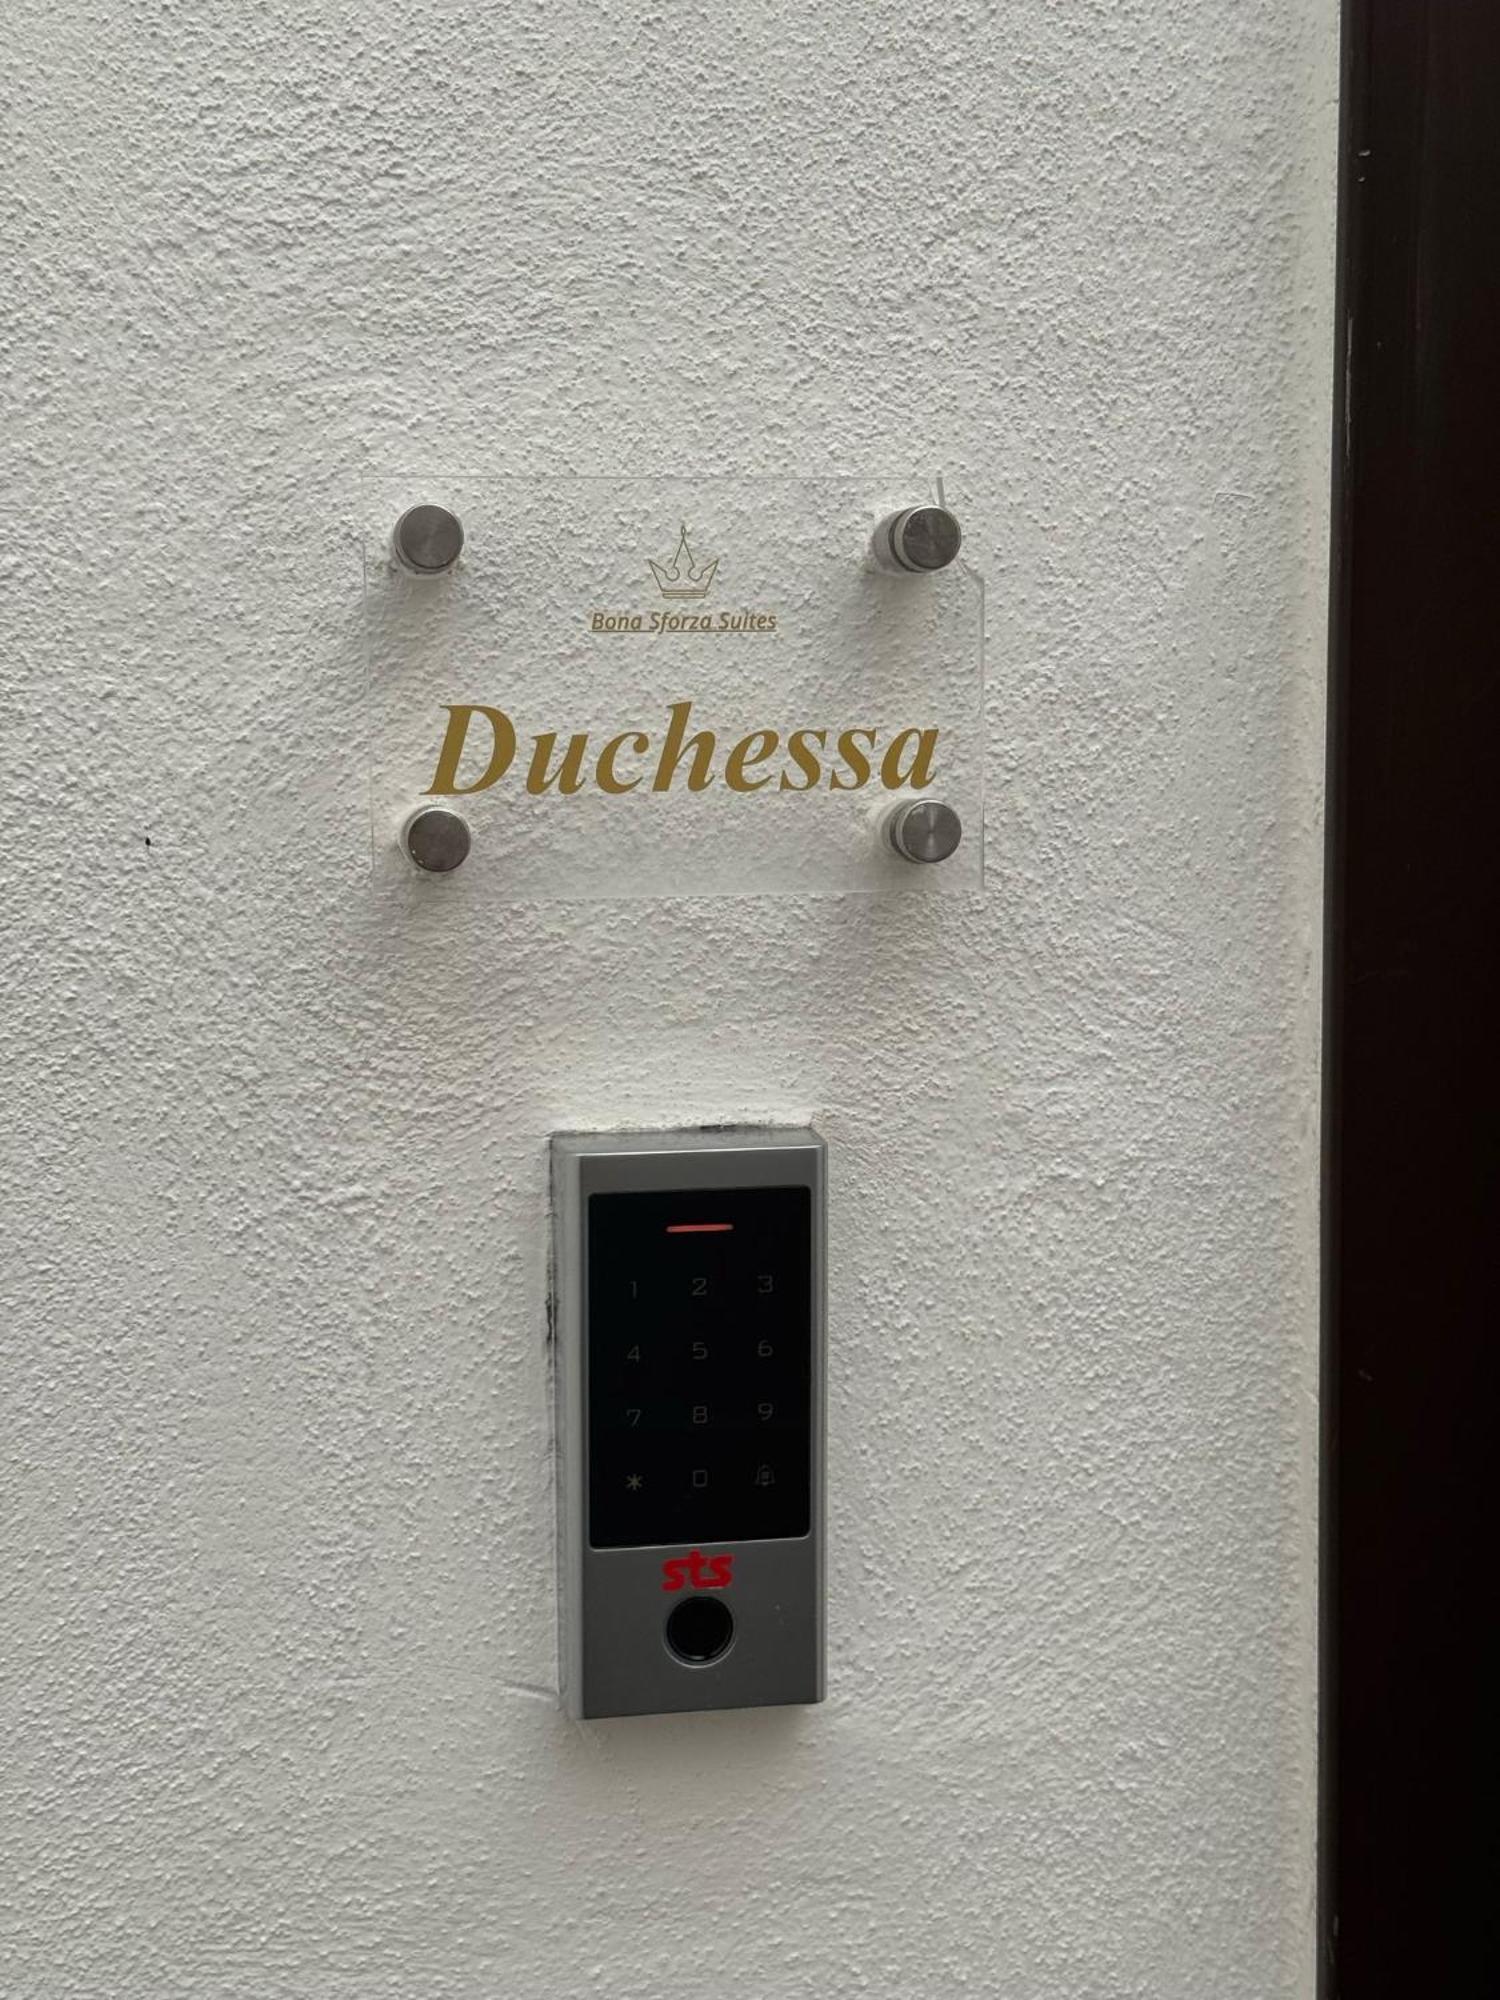 Bona Sforza Suites
Duchessa
1 2 3
4 5 6
7 8 9
* 0
sts